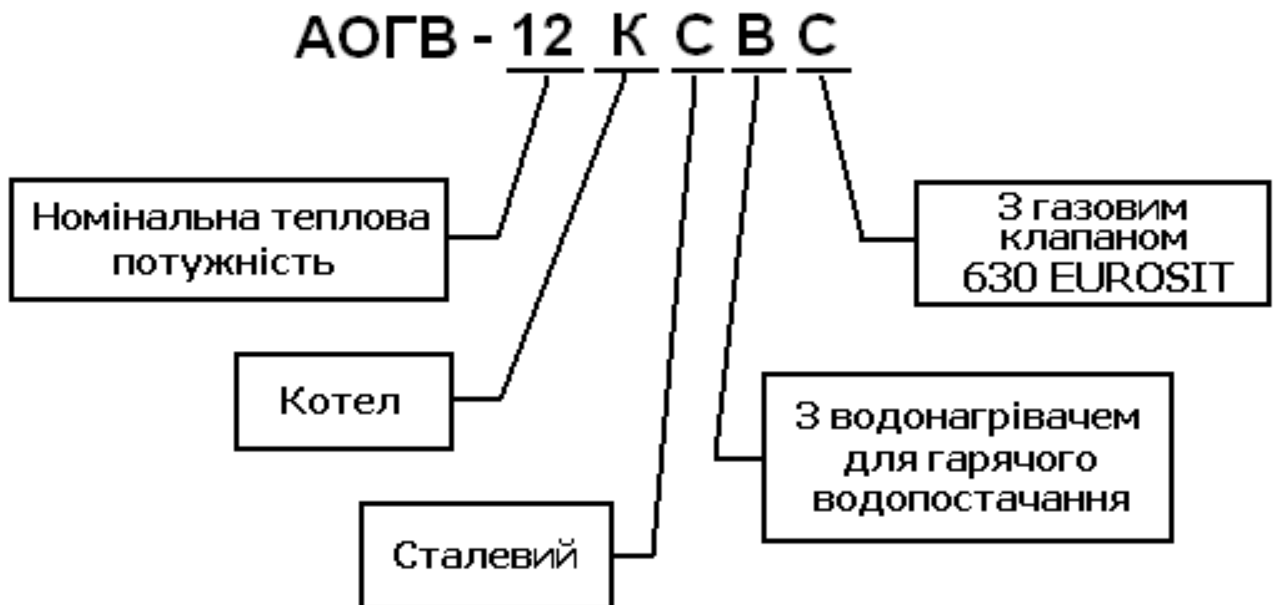 АОГВ - 12 К С В С
Номінальна теплова
потужність
З газовим
клапаном
630 EUROSIT
Котел
З водонагрівачем
для гарячого
водопостачання
Сталевий